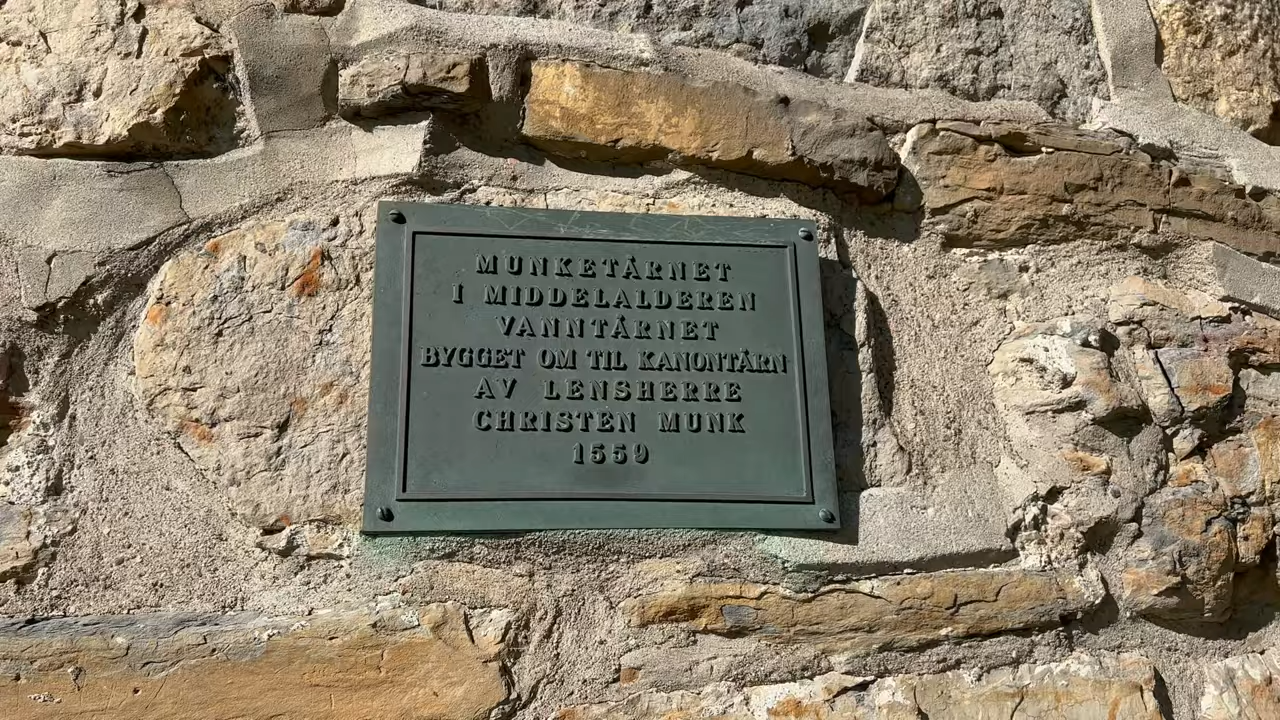 MUNKETÅRNET
I MIDDELALDEREN
VANNTÅRNET
BYGGET OM TIL KANONTÅRN
AV LENSHERRE
CHRISTEN MUNK
1559